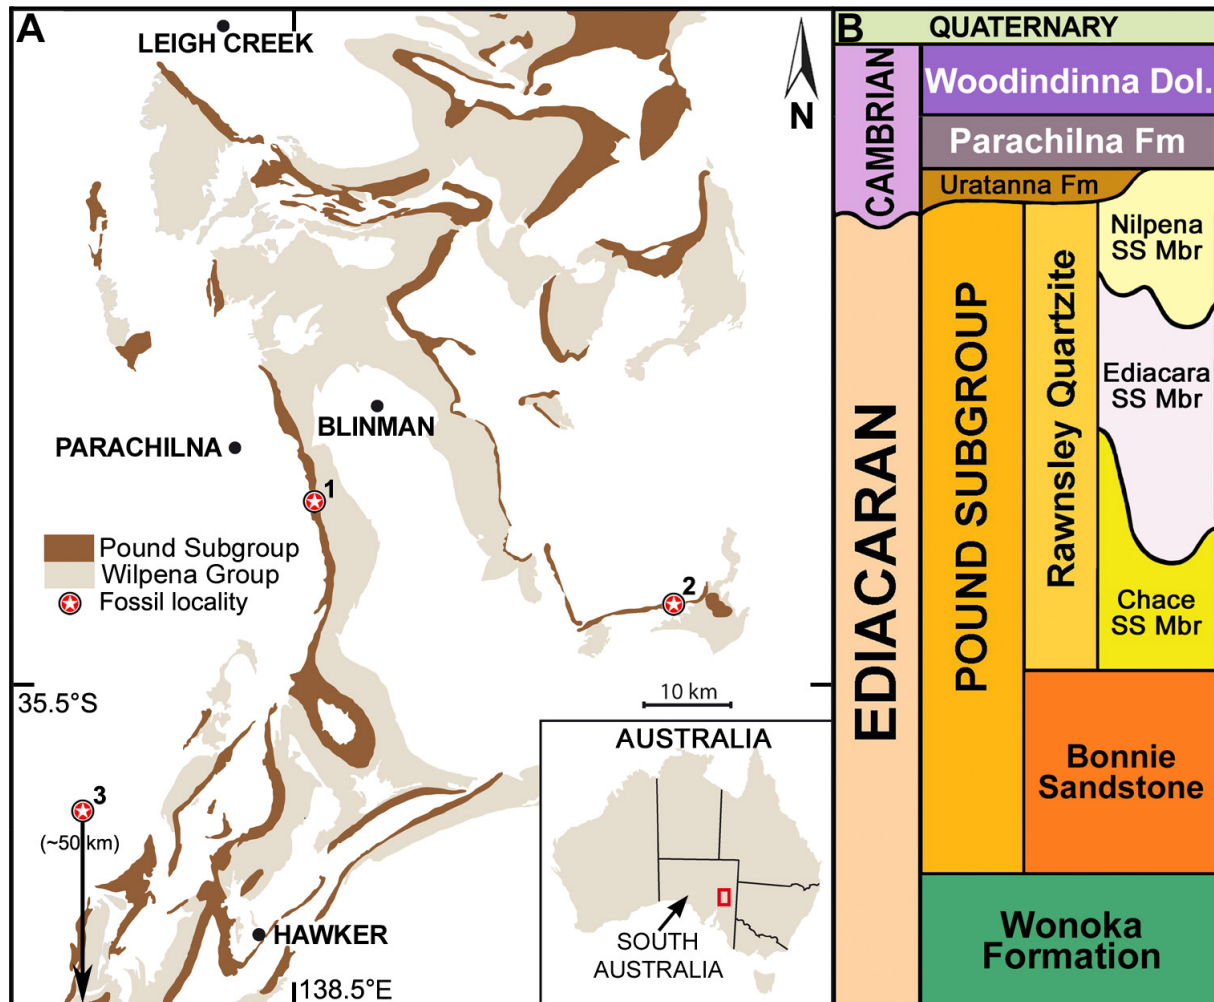 A
LEIGH CREEK
N
PARACHILNA
BLINMAN
1
Pound Subgroup
Wilpena Group
Fossil locality
2
35.5°S
10 km
3
(~50 km)
HAWKER
138.5°E
AUSTRALIA
SOUTH
AUSTRALIA
B
QUATERNARY
CAMBRIAN
Woodindinna Dol.
Parachilna Fm
Uratanna Fm
EDIACARAN
POUND SUBGROUP
Rawnsley Quartzite
Nilpena
SS Mbr
Ediacara
SS Mbr
Chace
SS Mbr
Bonnie
Sandstone
Wonoka
Formation